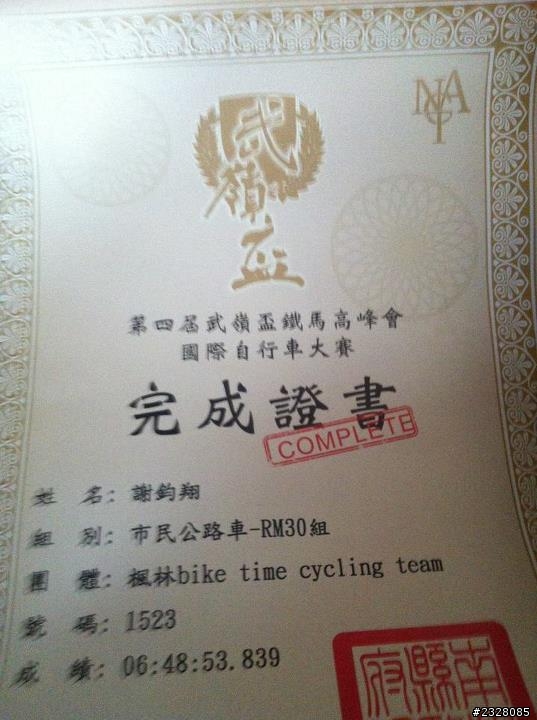 武嶺盃
第四屆武嶺盃鐵馬高峰會
國際自行車大賽
完成證書
COMPLETE
姓 名: 謝鈞翔
組 別: 市民公路車-RM30組
團 體: 楓林bike time cycling team
號 碼: 1523
成 績: 06:48:53.839
府縣南
#2328085